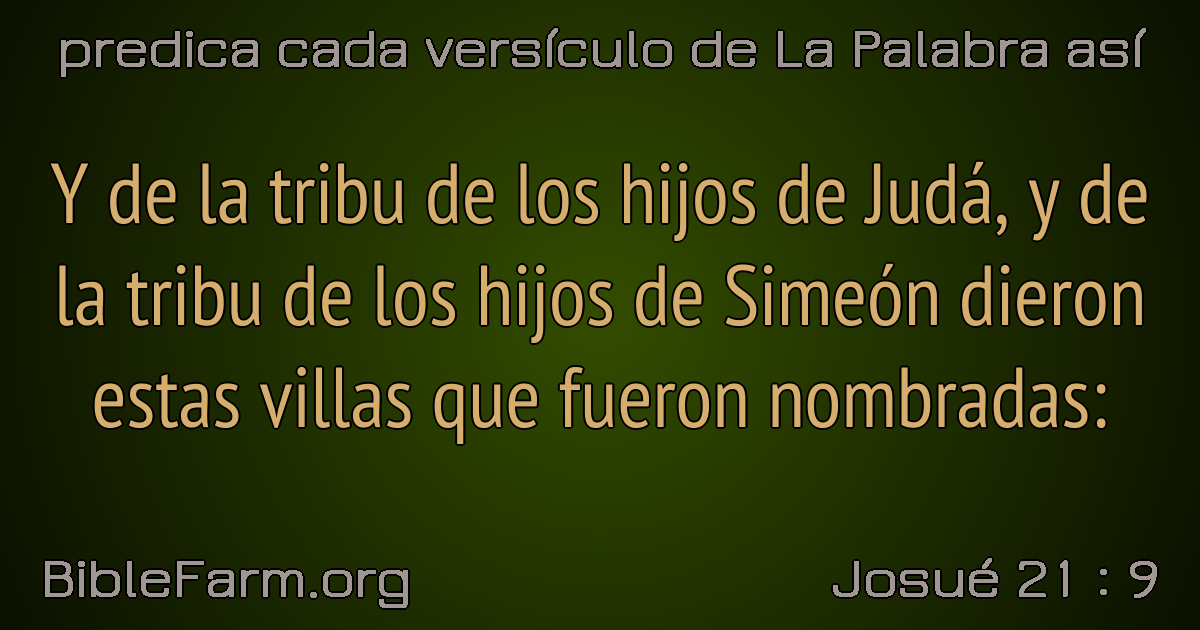 predica cada versículo de La Palabra así
Y de la tribu de los hijos de Judá, y de
la tribu de los hijos de Simeón dieron
estas villas que fueron nombradas:
BibleFarm.org
Josué 21 : 9